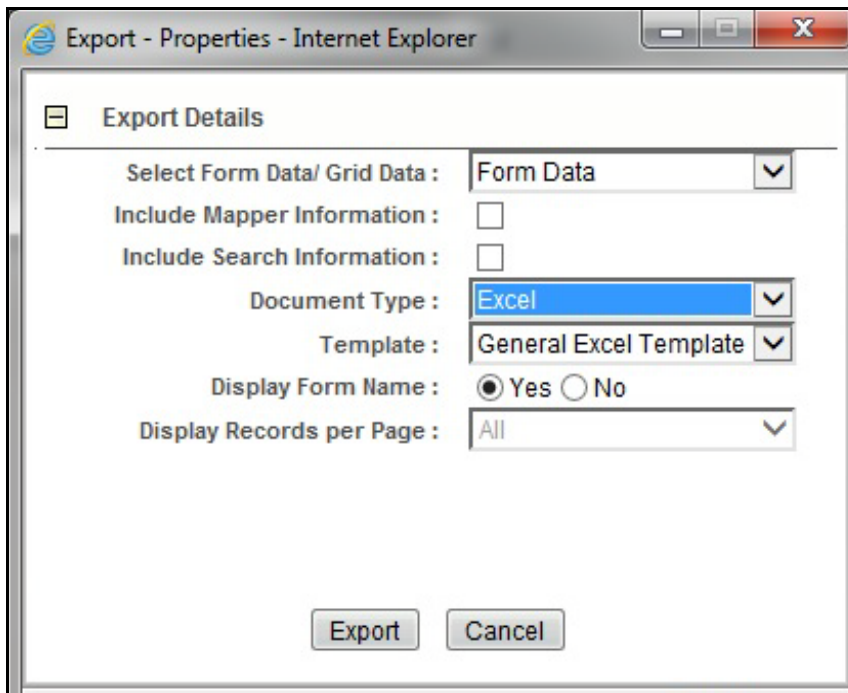 Export - Properties - Internet Explorer
Export Details
Select Form Data/ Grid Data : Form Data
Include Mapper Information :
Include Search Information :
Document Type : Excel
Template : General Excel Template
Display Form Name : Yes No
Display Records per Page : All
Export Cancel